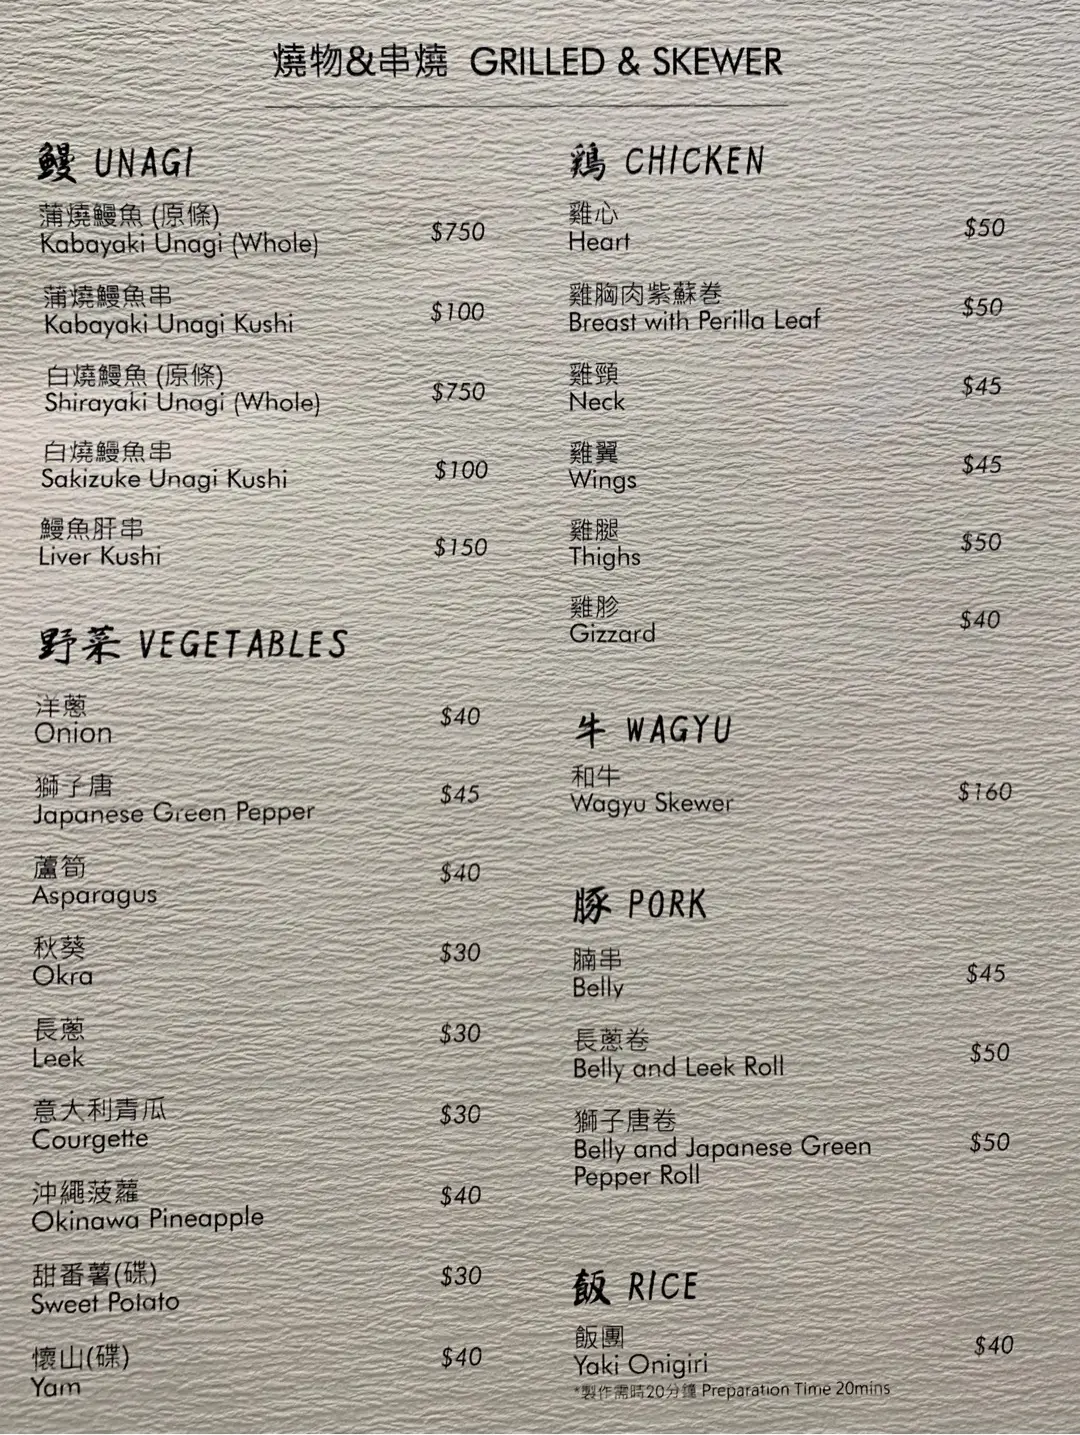 燒物&串燒 GRILLED & SKEWER
鰻 UNAGI
蒲燒鰻魚 (原條)
Kabayaki Unagi (Whole) $750
蒲燒鰻魚串
Kabayaki Unagi Kushi $100
白燒鰻魚 (原條)
Shirayaki Unagi (Whole) $750
白燒鰻魚串
Sakizuke Unagi Kushi $100
鰻魚肝串
Liver Kushi $150
野菜 VEGETABLES
洋蔥
Onion $40
獅子唐
Japanese Green Pepper $45
蘆筍
Asparagus $40
秋葵
Okra $30
長蔥
Leek $30
意大利青瓜
Courgette $30
沖繩菠蘿
Okinawa Pineapple $40
甜番薯(碟)
Sweet Potato $30
懷山(碟)
Yam $40
鶏 CHICKEN
雞心
Heart $50
雞胸肉紫蘇卷
Breast with Perilla Leaf $50
雞頸
Neck $45
雞翼
Wings $45
雞腿
Thighs $50
雞胗
Gizzard $40
牛 WAGYU
和牛
Wagyu Skewer $160
豚 PORK
腩串
Belly $45
長蔥卷
Belly and Leek Roll $50
獅子唐卷
Belly and Japanese Green $50
Pepper Roll
飯 RICE
飯團
Yaki Onigiri $40
*製作需時20分鐘 Preparation Time 20mins